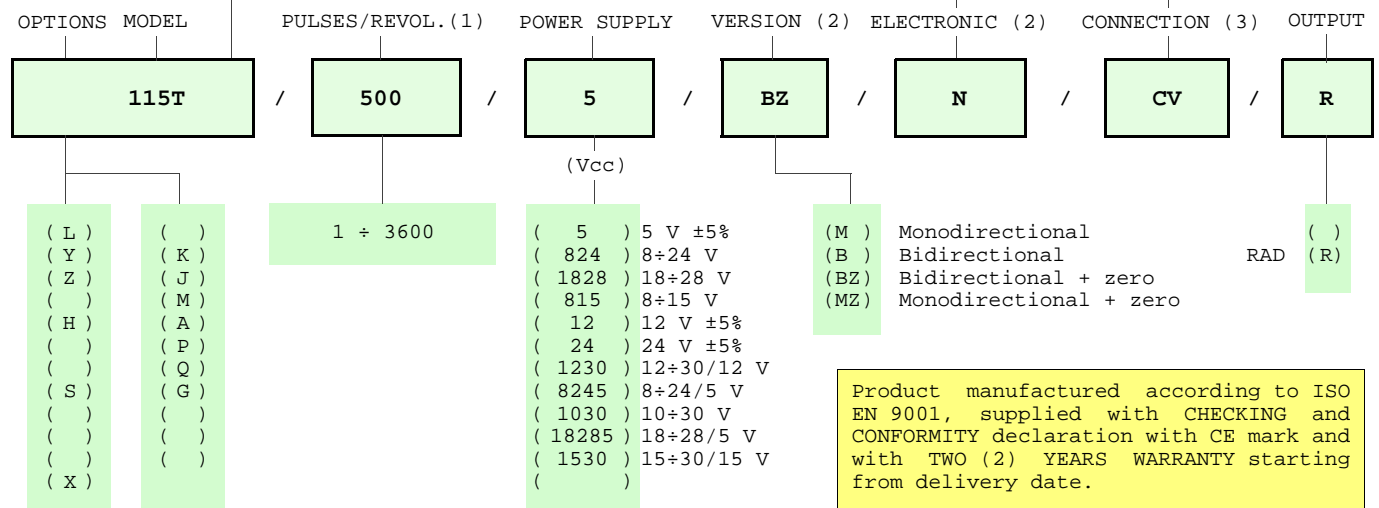 OPTIONS MODEL PULSES/REVOL.(1) POWER SUPPLY VERSION (2) ELECTRONIC (2) CONNECTION (3) OUTPUT
115T / 500 / 5 / BZ / N / CV / R
(Vcc)
( L ) ( ) 1 ÷ 3600 ( 5 ) 5 V ±5% (M ) Monodirectional ( )
( Y ) ( K ) ( 824 ) 8÷24 V (B ) Bidirectional RAD (R)
( Z ) ( J ) ( 1828 ) 18÷28 V (BZ) Bidirectional + zero
( ) ( M ) ( 815 ) 8÷15 V (MZ) Monodirectional + zero
( H ) ( A ) ( 12 ) 12 V ±5%
( ) ( P ) ( 24 ) 24 V ±5%
( ) ( Q ) ( 1230 ) 12÷30/12 V
( S ) ( G ) ( 8245 ) 8÷24/5 V
( ) ( ) ( 1030 ) 10÷30 V
( ) ( ) ( 18285 ) 18÷28/5 V
( ) ( ) ( 1530 ) 15÷30/15 V
( X ) ( )
Product manufactured according to ISO
EN 9001, supplied with CHECKING and
CONFORMITY declaration with CE mark and
with TWO (2) YEARS WARRANTY starting
from delivery date.